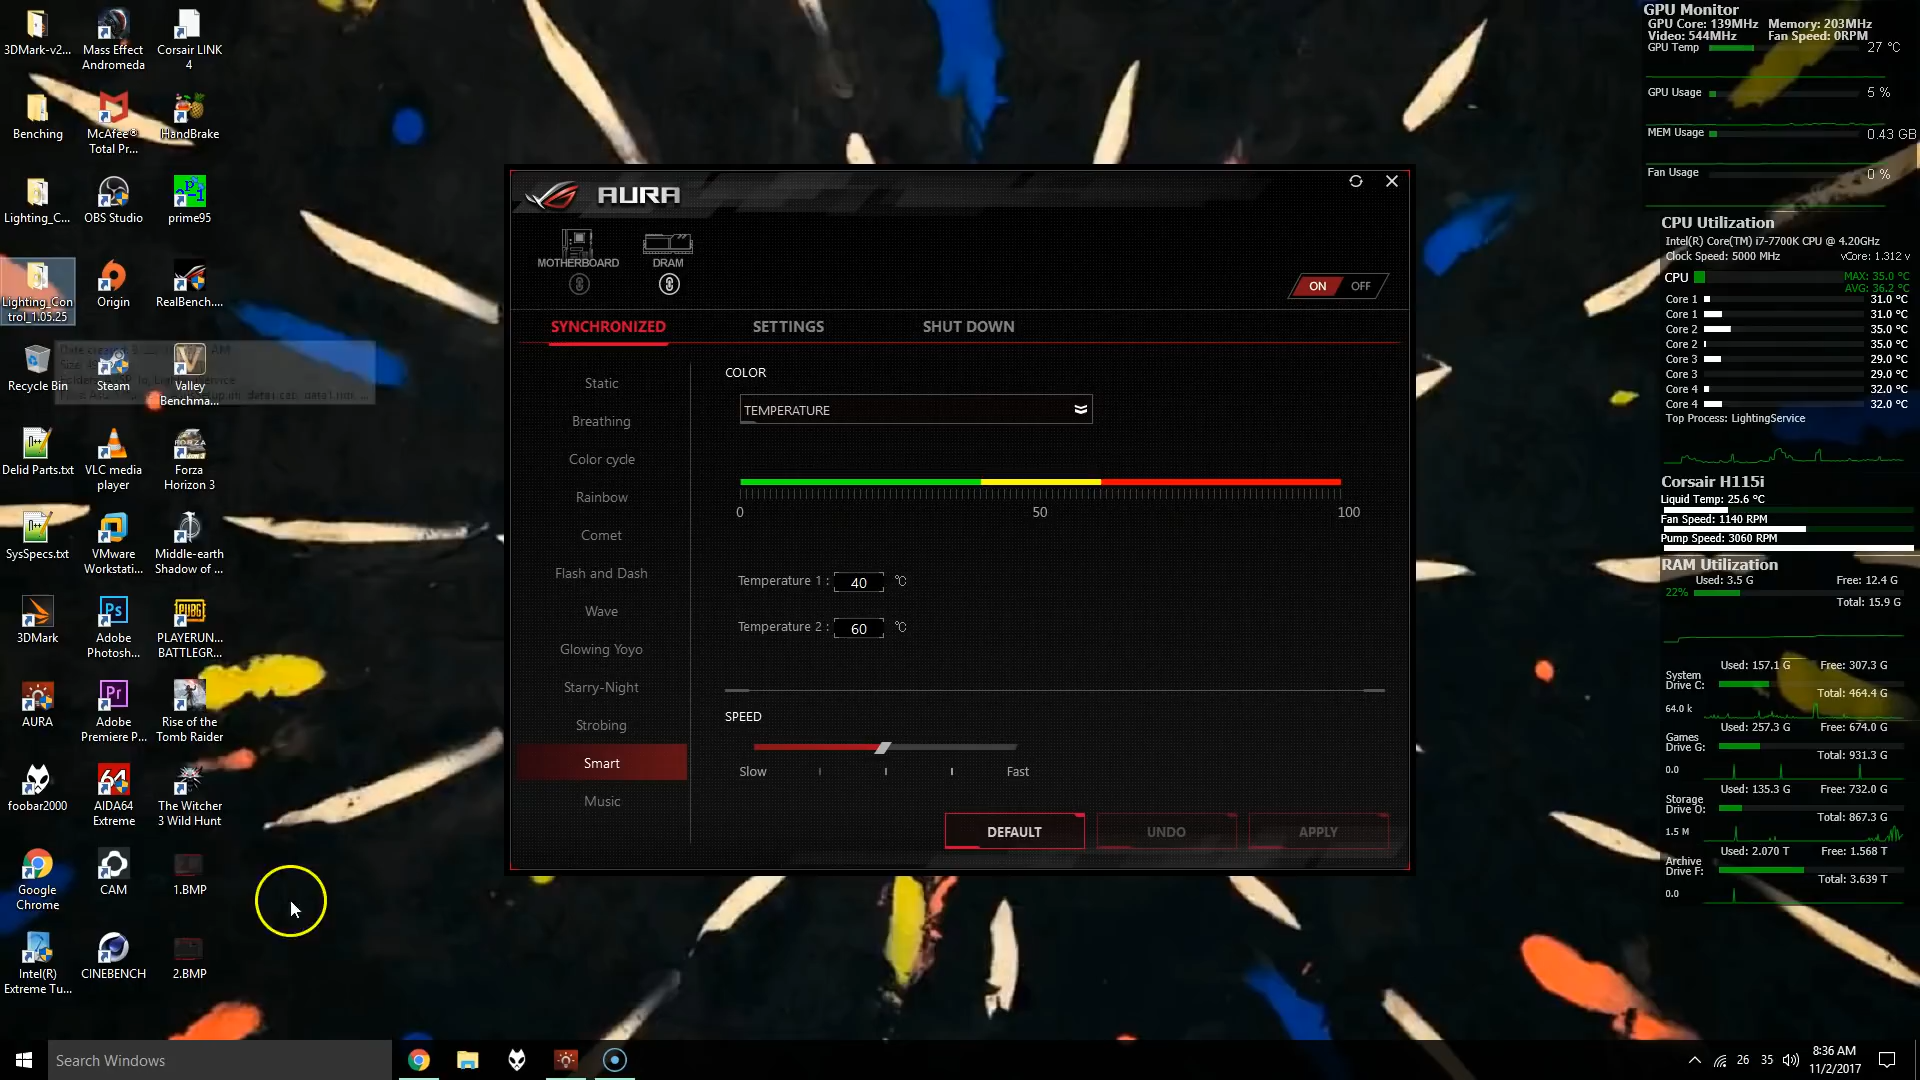 3DMark-v2...
Mass Effect
Andromeda
Corsair LINK
4
Benching
McAfee®
Total Pr...
HandBrake
Lighting_C...
OBS Studio
prime95
Lighting_Con
trol_1.05.25
Origin
RealBench....
Recycle Bin
Steam
Valley
Benchma...
Delid Parts.txt
VLC media
player
Forza
Horizon 3
SysSpecs.txt
VMware
Workstati...
Middle-earth
Shadow of ...
3DMark
Adobe
Photosh...
PLAYERUN...
BATTLEGR...
AURA
Adobe
Premiere P...
Rise of the
Tomb Raider
foobar2000
AIDA64
Extreme
The Witcher
3 Wild Hunt
Google
Chrome
CAM
1.BMP
Intel(R)
Extreme Tu...
CINEBENCH
2.BMP
AURA
MOTHERBOARD
DRAM
ON
OFF
SYNCHRONIZED
SETTINGS
SHUT DOWN
Static
Breathing
Color cycle
Rainbow
Comet
Flash and Dash
Wave
Glowing Yoyo
Starry-Night
Strobing
Smart
Music
COLOR
TEMPERATURE
0
50
100
Temperature 1 : 40 °C
Temperature 2 : 60 °C
SPEED
Slow
Fast
DEFAULT
UNDO
APPLY
GPU Monitor
GPU Core: 139MHz Memory: 203MHz
Video: 544MHz Fan Speed: 0RPM
GPU Temp 27 °C
GPU Usage 5 %
MEM Usage 0.43 GB
Fan Usage 0 %
CPU Utilization
Intel(R) Core(TM) i7-7700K CPU @ 4.20GHz
Clock Speed: 5000 MHz vCore: 1.312 v
CPU MAX: 35.0 °C
AVG: 36.2 °C
Core 1 31.0 °C
Core 1 31.0 °C
Core 2 35.0 °C
Core 2 35.0 °C
Core 3 29.0 °C
Core 3 29.0 °C
Core 4 32.0 °C
Core 4 32.0 °C
Top Process: LightingService
Corsair H115i
Liquid Temp: 25.6 °C
Fan Speed: 1140 RPM
Pump Speed: 3060 RPM
RAM Utilization
Used: 3.5 G Free: 12.4 G
22% Total: 15.9 G
Used: 157.1 G Free: 307.3 G
System
Drive C:
Total: 464.4 G
64.0 k
Used: 257.3 G Free: 674.0 G
Games
Drive G:
Total: 931.3 G
0.0
Used: 135.3 G Free: 732.0 G
Storage
Drive O:
Total: 867.3 G
1.5 M
Used: 2.070 T Free: 1.568 T
Archive
Drive F:
Total: 3.639 T
0.0
Search Windows
26
35
8:36 AM
11/2/2017